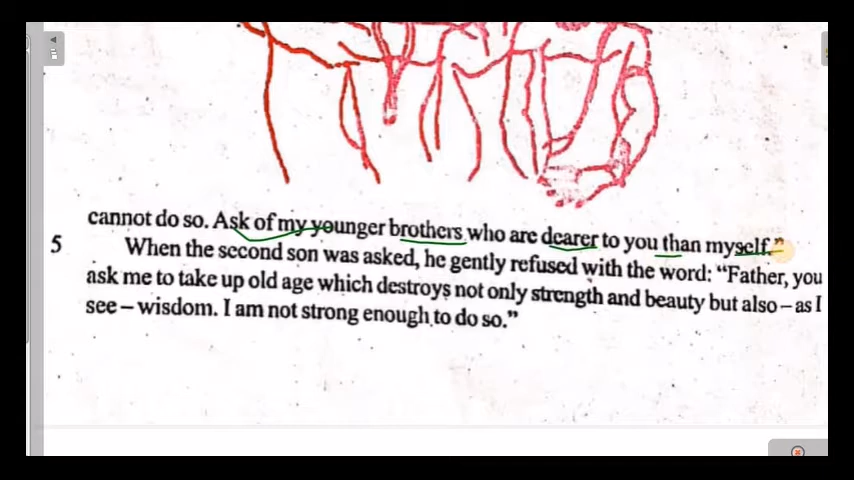 cannot do so. Ask of my younger brothers who are dearer to you than myself."
5 When the second son was asked, he gently refused with the word: “Father, you
ask me to take up old age which destroys not only strength and beauty but also – as I
see – wisdom. I am not strong enough to do so.”